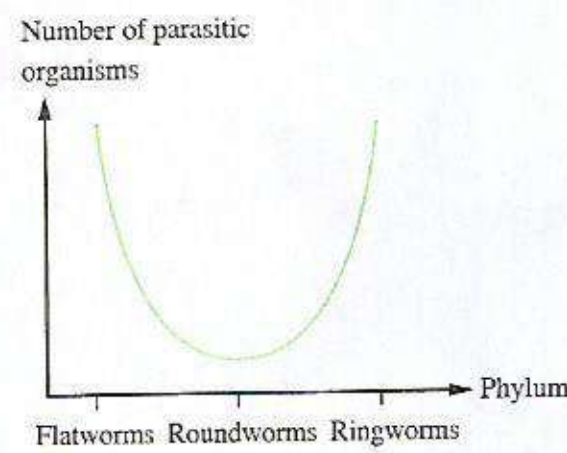 Number of parasitic
organisms
Phylum
Flatworms Roundworms Ringworms